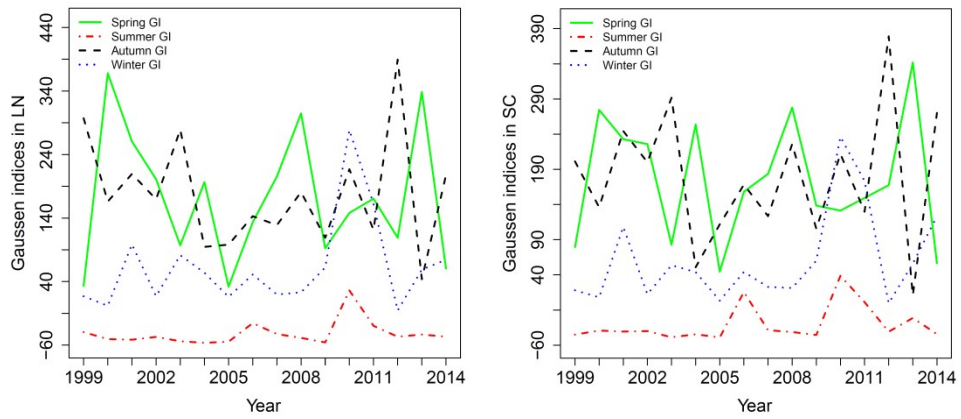 Gaussen indices in LN
440
340
240
140
40
−60
Spring GI
Summer GI
Autumn GI
Winter GI
1999 2002 2005 2008 2011 2014
Year
Gaussen indices in SC
390
290
190
90
40
−60
Spring GI
Summer GI
Autumn GI
Winter GI
1999 2002 2005 2008 2011 2014
Year